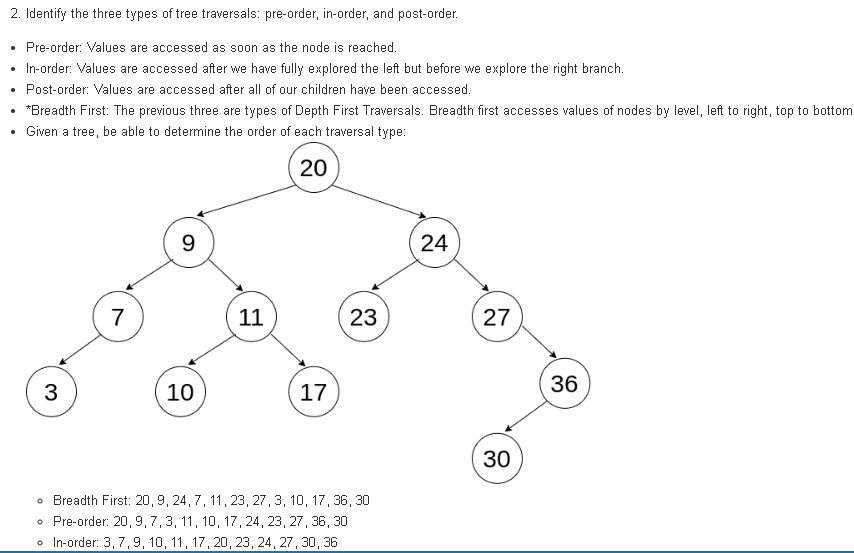 2. Identify the three types of tree traversals: pre-order, in-order, and post-order.
• Pre-order: Values are accessed as soon as the node is reached.
• In-order: Values are accessed after we have fully explored the left but before we explore the right branch.
• Post-order: Values are accessed after all of our children have been accessed.
• *Breadth First: The previous three are types of Depth First Traversals. Breadth first accesses values of nodes by level, left to right, top to bottom
• Given a tree, be able to determine the order of each traversal type:
20
9 24
7 11 23 27
3 10 17 36
30
○ Breadth First: 20, 9, 24, 7, 11, 23, 27, 3, 10, 17, 36, 30
○ Pre-order: 20, 9, 7, 3, 11, 10, 17, 24, 23, 27, 36, 30
○ In-order: 3, 7, 9, 10, 11, 17, 20, 23, 24, 27, 30, 36